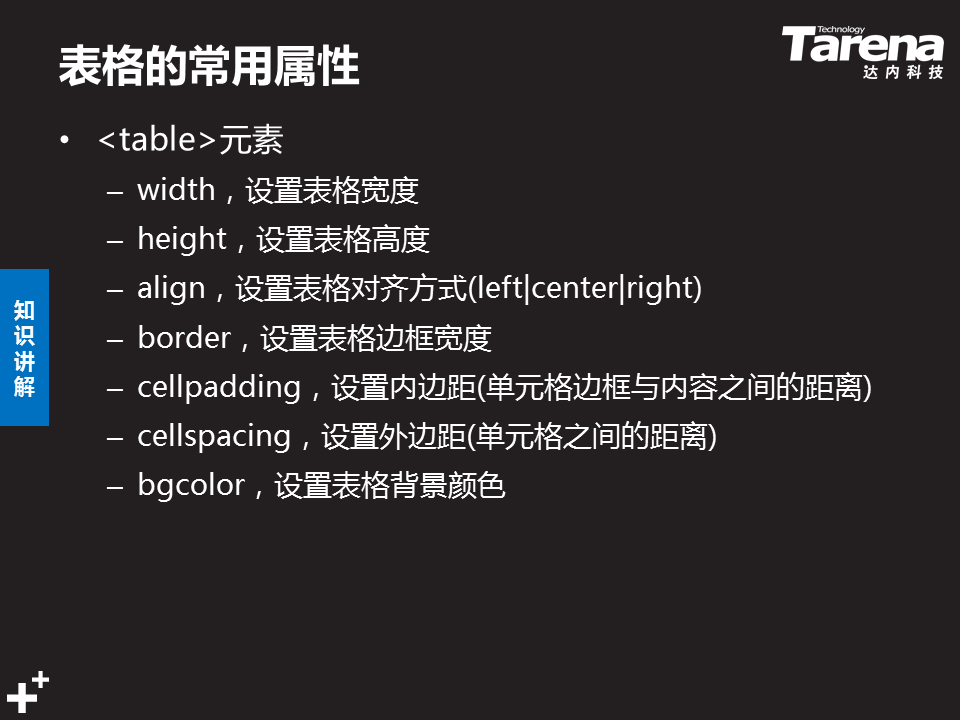 表格的常用属性
Technology
Tarena
达内科技
• <table>元素
– width，设置表格宽度
– height，设置表格高度
– align，设置表格对齐方式(left|center|right)
– border，设置表格边框宽度
– cellpadding，设置内边距(单元格边框与内容之间的距离)
– cellspacing，设置外边距(单元格之间的距离)
– bgcolor，设置表格背景颜色
知识讲解